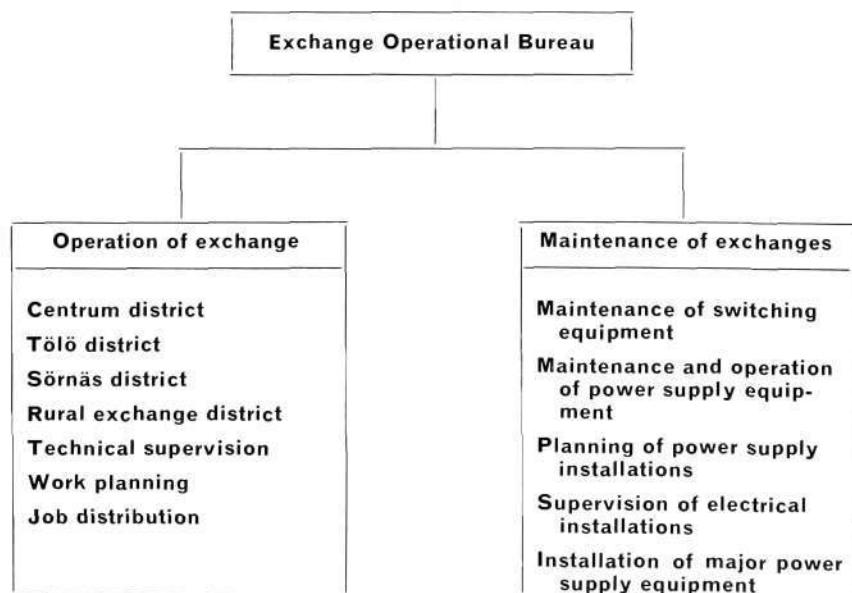 Exchange Operational Bureau
Operation of exchange
Centrum district
Tölö district
Sörnäs district
Rural exchange district
Technical supervision
Work planning
Job distribution
Maintenance of exchanges
Maintenance of switching
equipment
Maintenance and operation
of power supply equip-
ment
Planning of power supply
installations
Supervision of electrical
installations
Installation of major power
supply equipment